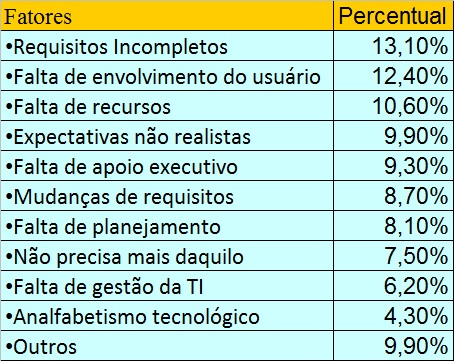 Fatores Percentual
•Requisitos Incompletos 13,10%
•Falta de envolvimento do usuário 12,40%
•Falta de recursos 10,60%
•Expectativas não realistas 9,90%
•Falta de apoio executivo 9,30%
•Mudanças de requisitos 8,70%
•Falta de planejamento 8,10%
•Não precisa mais daquilo 7,50%
•Falta de gestão da TI 6,20%
•Analfabetismo tecnológico 4,30%
•Outros 9,90%